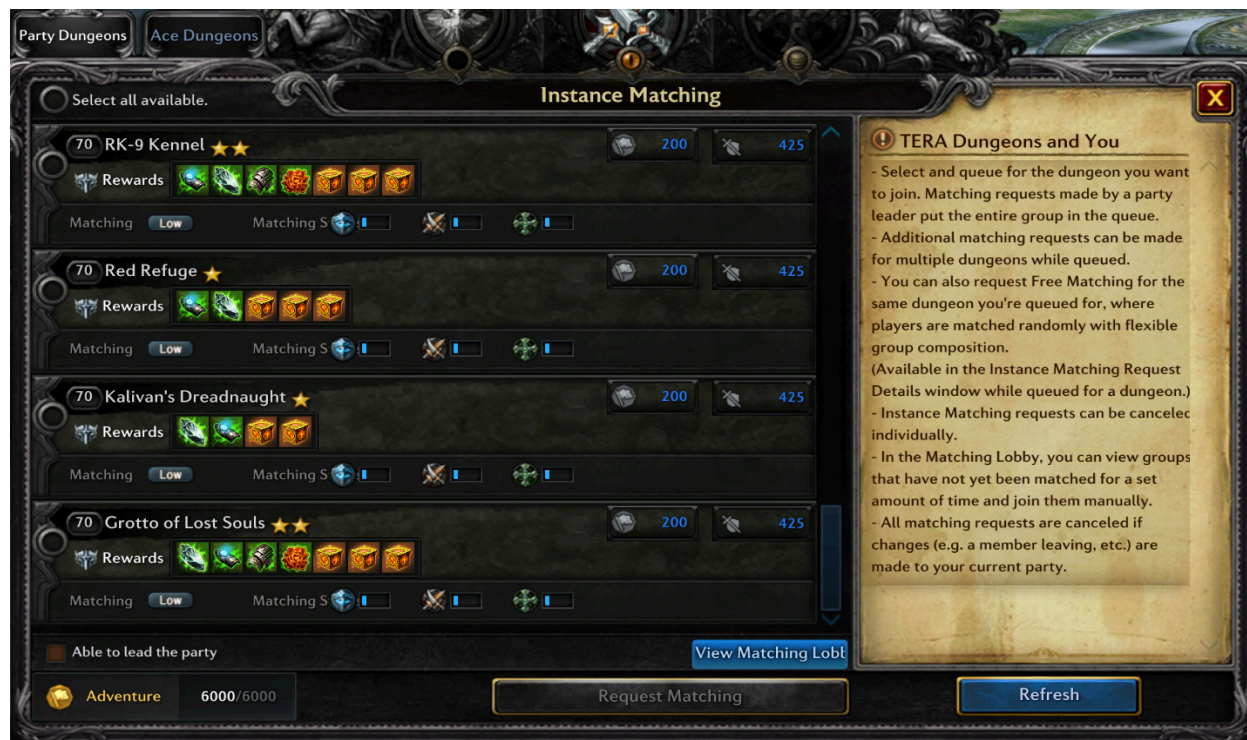 Party Dungeons
Ace Dungeons
Select all available.
Instance Matching
70 RK-9 Kennel
200
425
Rewards
Matching Low
Matching S
70 Red Refuge
200
425
Rewards
Matching Low
Matching S
70 Kalivan's Dreadnaught
200
425
Rewards
Matching Low
Matching S
70 Grotto of Lost Souls
200
425
Rewards
Matching Low
Matching S
Able to lead the party
View Matching Lobb
Adventure 6000/6000
Request Matching
Refresh
X
TERA Dungeons and You
- Select and queue for the dungeon you want
to join. Matching requests made by a party
leader put the entire group in the queue.
- Additional matching requests can be made
for multiple dungeons while queued.
- You can also request Free Matching for the
same dungeon you're queued for, where
players are matched randomly with flexible
group composition.
(Available in the Instance Matching Request
Details window while queued for a dungeon.)
- Instance Matching requests can be canceled
individually.
- In the Matching Lobby, you can view groups
that have not yet been matched for a set
amount of time and join them manually.
- All matching requests are canceled if
changes (e.g. a member leaving, etc.) are
made to your current party.